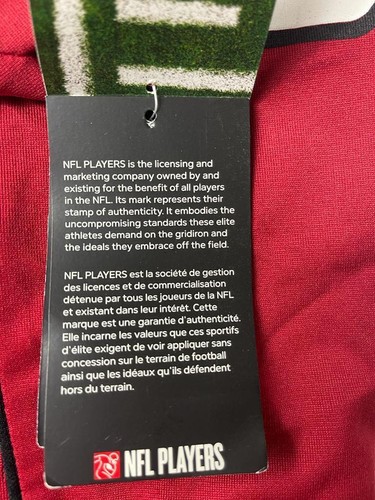 NFL PLAYERS is the licensing and
marketing company owned by and
existing for the benefit of all players
in the NFL. Its mark represents their
stamp of authenticity. It embodies the
uncompromising standards these elite
athletes demand on the gridiron and
the ideals they embrace off the field.
NFL PLAYERS est la société de gestion
des licences et de commercialisation
détenue par tous les joueurs de la NFL
et existant dans leur intérêt. Cette
marque est une garantie d'authenticité.
Elle incarne les valeurs que ces sportifs
d'élite exigent de voir appliquer sans
concession sur le terrain de football
ainsi que les idéaux qu'ils défendent
hors du terrain.
NFL PLAYERS